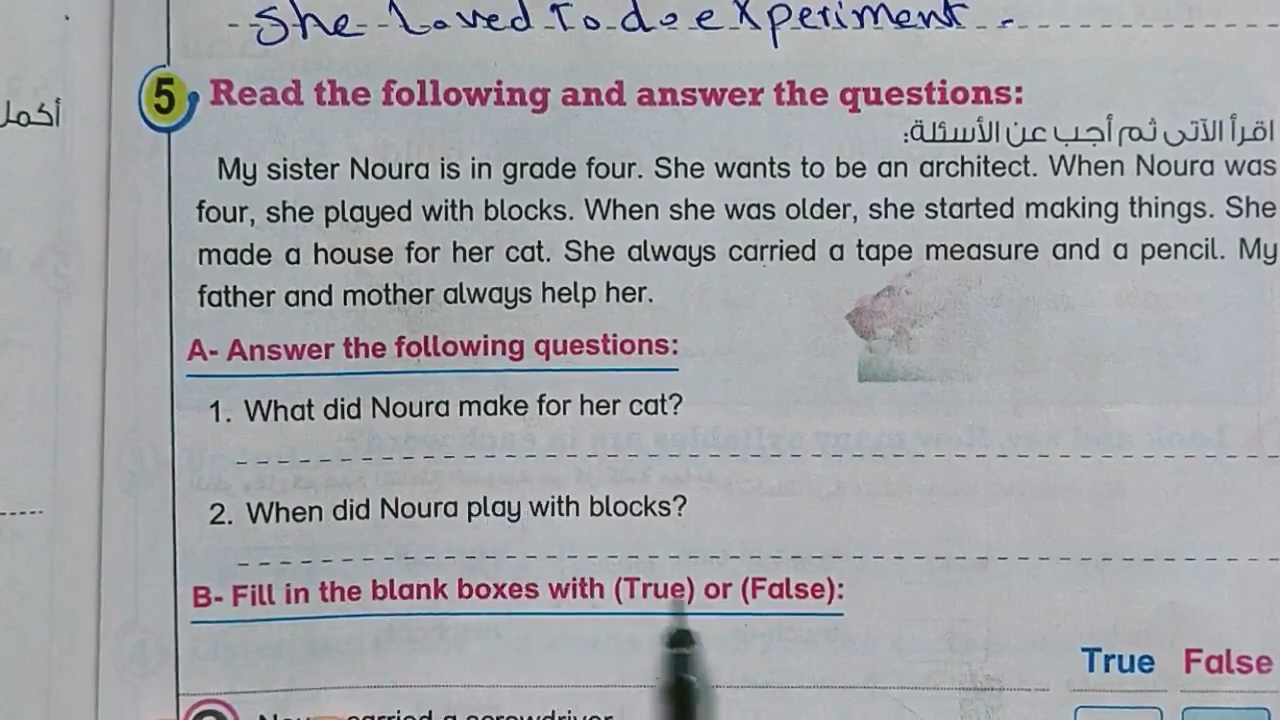 She Loved To do experiment .
أكمل
5 Read the following and answer the questions:
اقرأ الآتى ثم أجب عن الأسئلة:
My sister Noura is in grade four. She wants to be an architect. When Noura was
four, she played with blocks. When she was older, she started making things. She
made a house for her cat. She always carried a tape measure and a pencil. My
father and mother always help her.
A- Answer the following questions:
1. What did Noura make for her cat?
2. When did Noura play with blocks?
B- Fill in the blank boxes with (True) or (False):
True False
carried a screwdriver